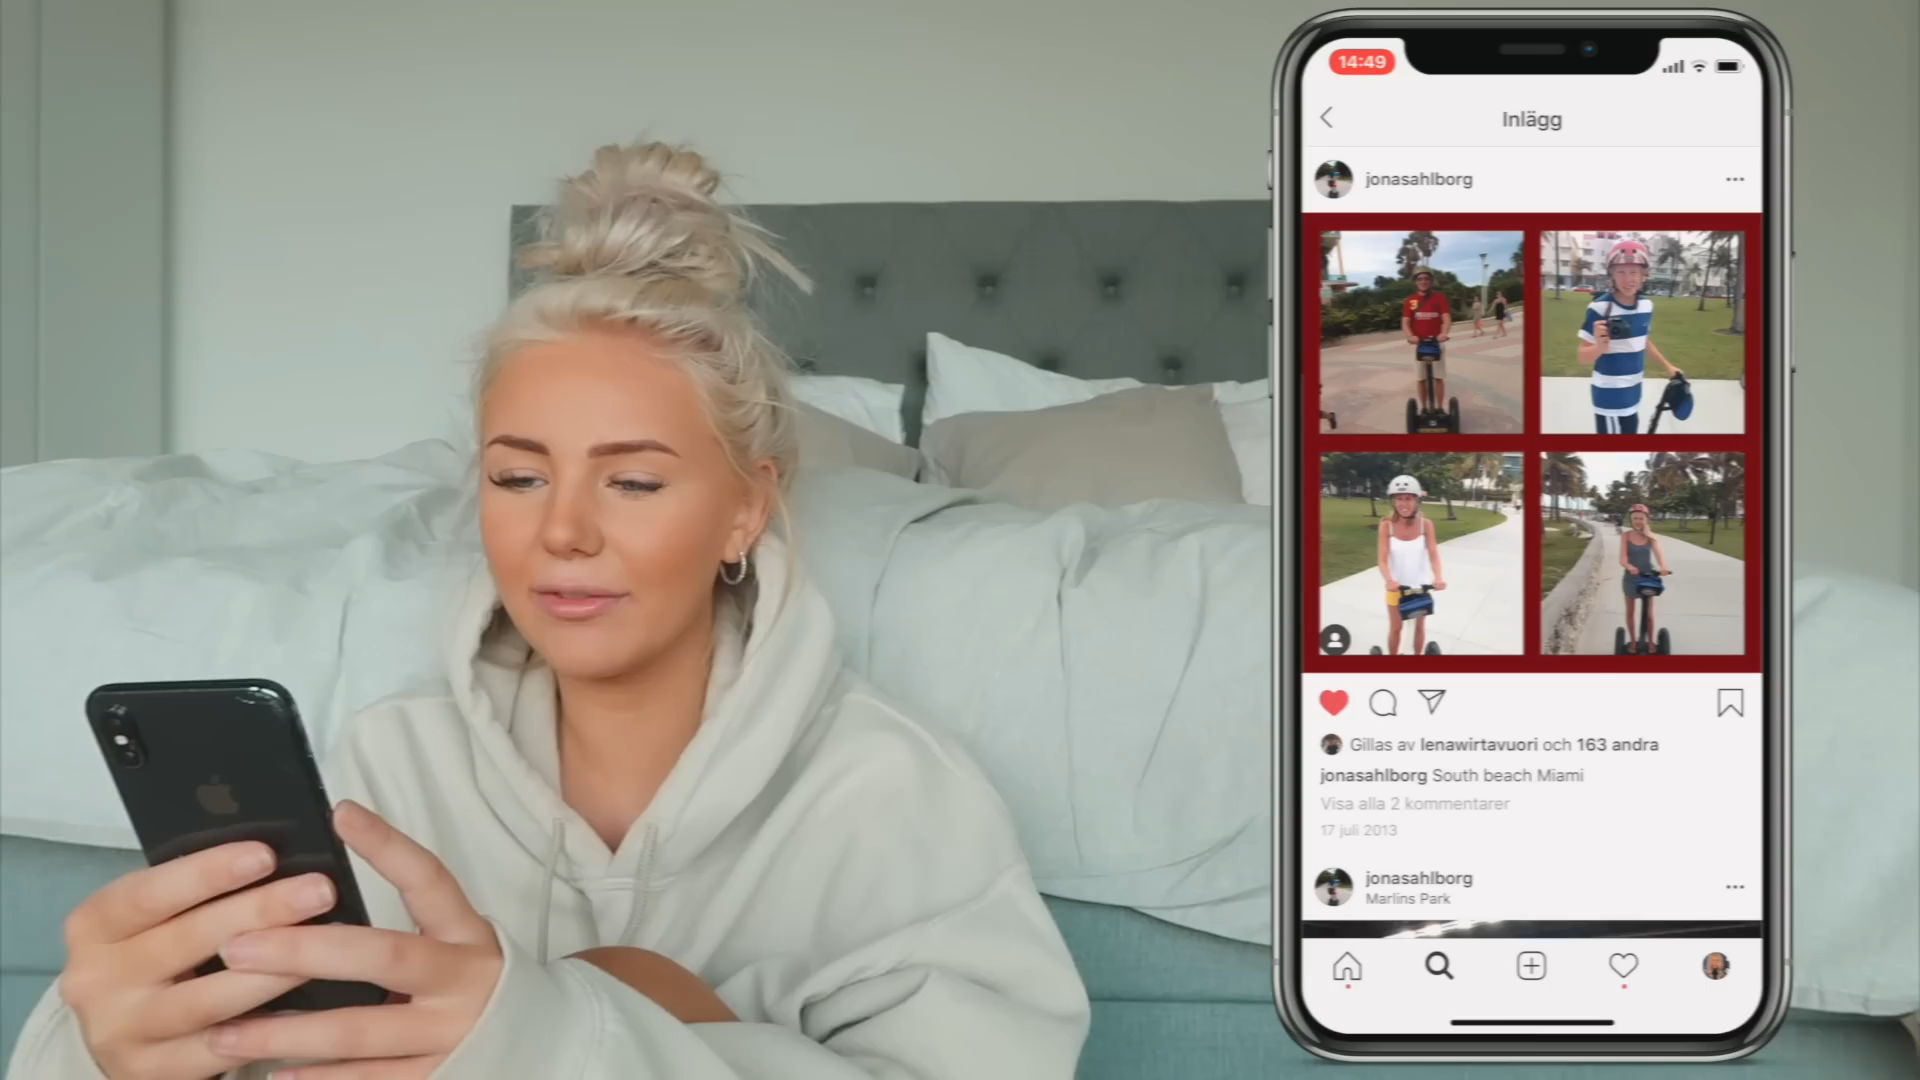 14:49
Inlägg
jonasahlborg
Gillas av lenawirtavuori och 163 andra
jonasahlborg South beach Miami
Visa alla 2 kommentarer
17 juli 2013
jonasahlborg
Marlins Park